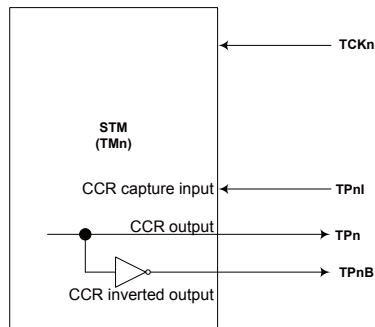 TCKn
STM
(TMn)
CCR capture input
TPnI
CCR output
TPn
TPnB
CCR inverted output